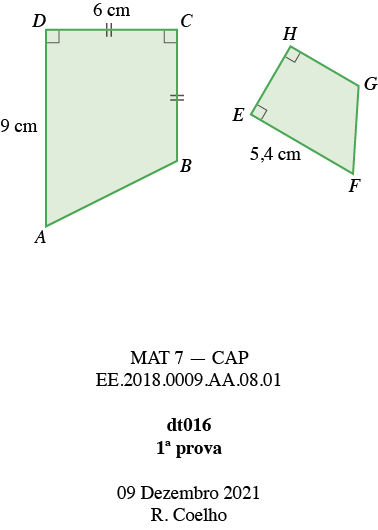 D
6 cm
C
9 cm
B
A
H
G
E
5,4 cm
F
MAT 7 — CAP
EE.2018.0009.AA.08.01
dt016
1ª prova
09 Dezembro 2021
R. Coelho